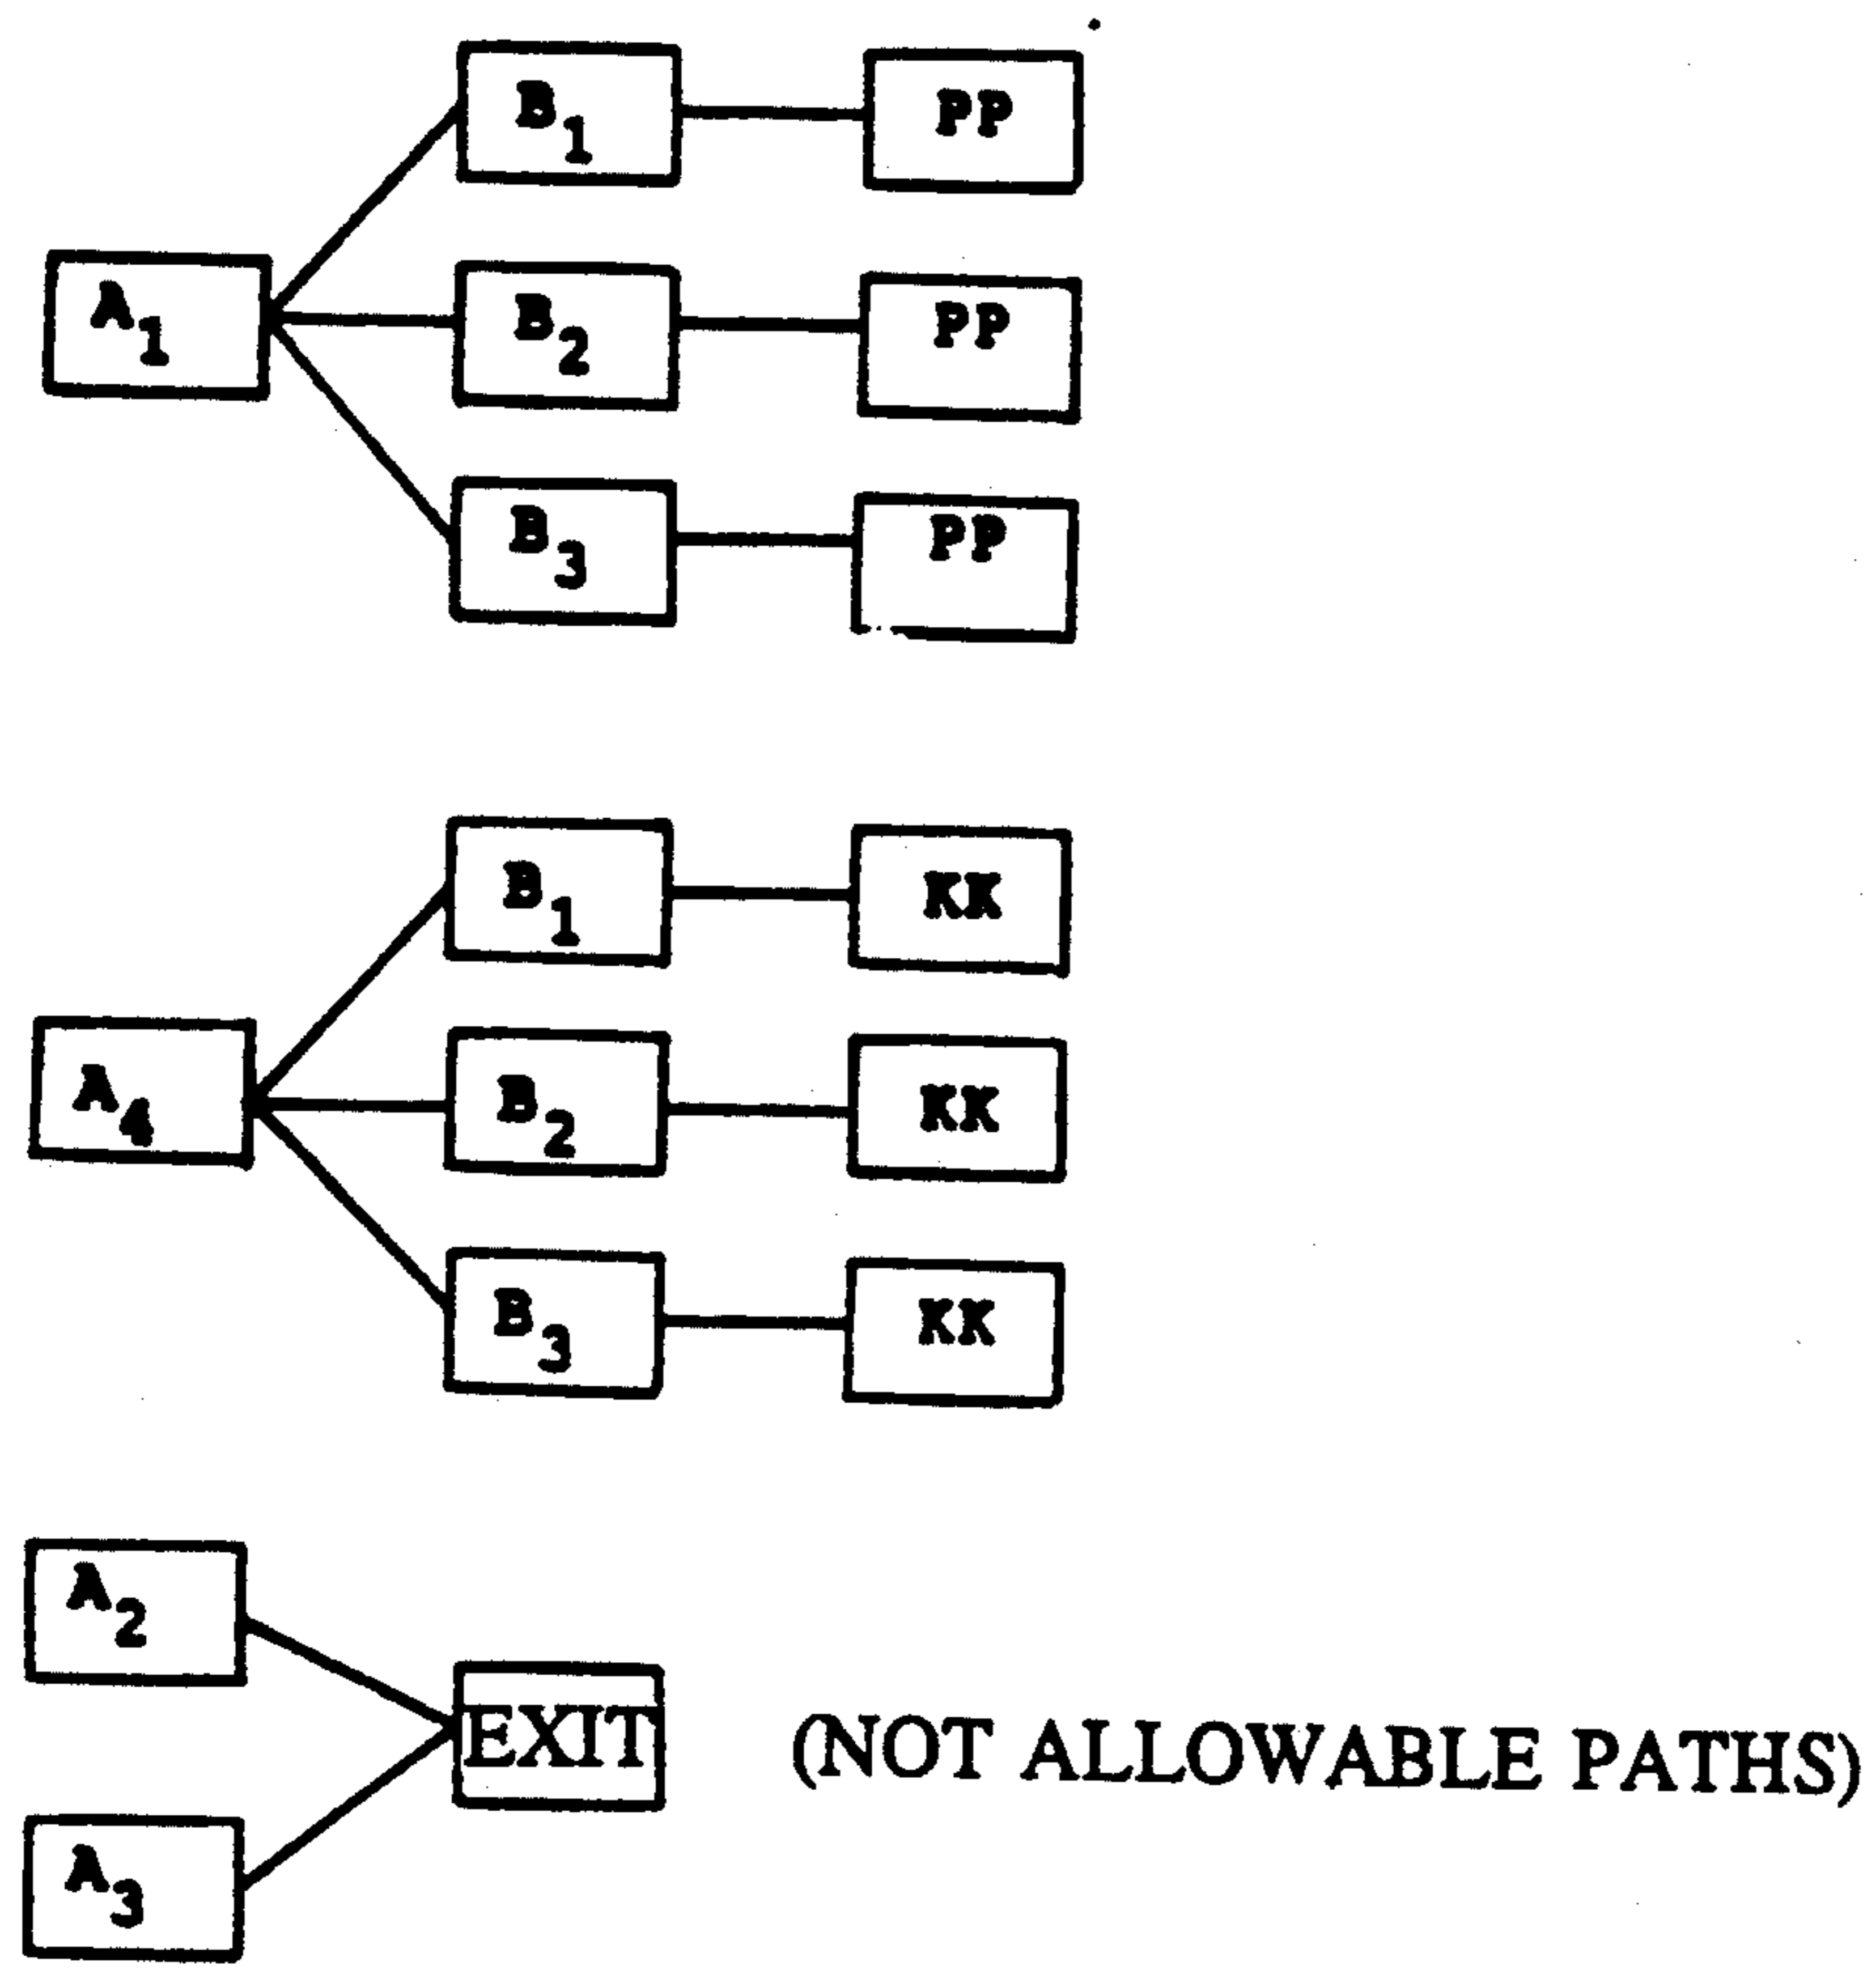 B₁ PP
A₁ B₂ PP
B₃ PP
B₁ KK
A₄ B₂ KK
B₃ KK
A₂
EXIT (NOT ALLOWABLE PATHS)
A₃